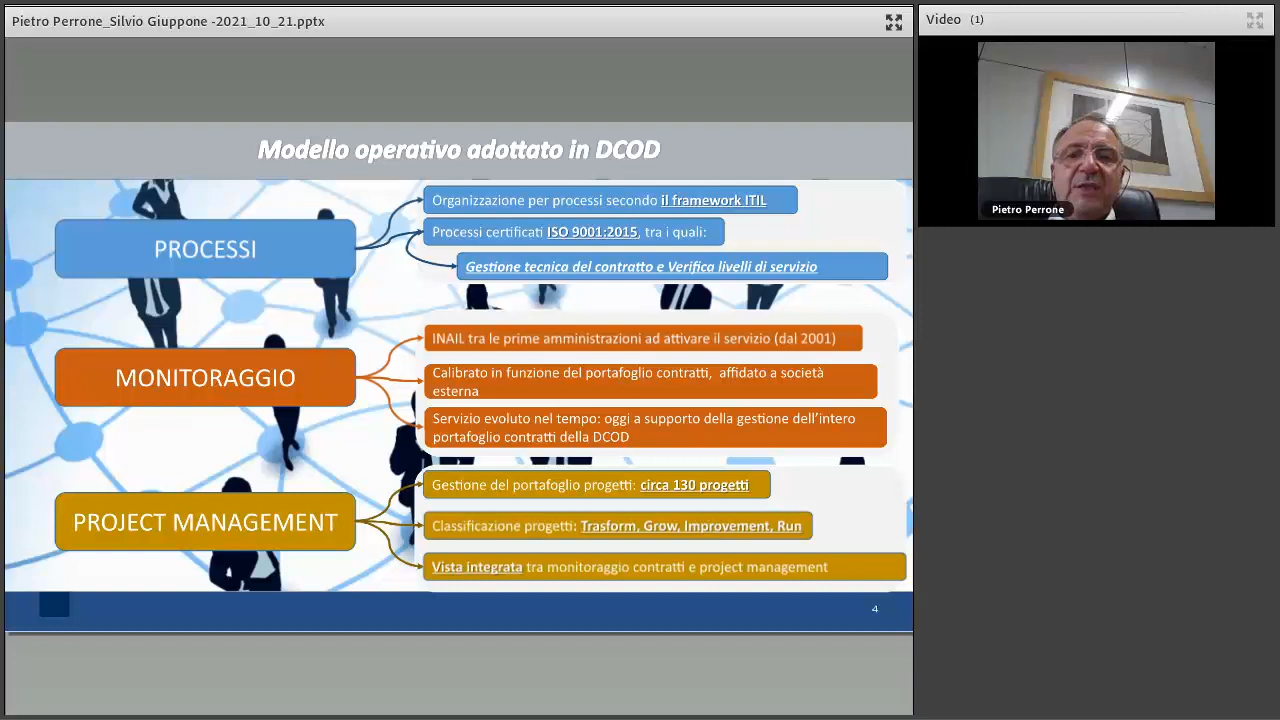 Pietro Perrone_Silvio Giuppone -2021_10_21.pptx
Video (1)
Pietro Perrone
Modello operativo adottato in DCOD
PROCESSI
Organizzazione per processi secondo il framework ITIL
Processi certificati ISO 9001:2015, tra i quali:
Gestione tecnica del contratto e Verifica livelli di servizio
MONITORAGGIO
INAIL tra le prime amministrazioni ad attivare il servizio (dal 2001)
Calibrato in funzione del portafoglio contratti, affidato a società
esterna
Servizio evoluto nel tempo: oggi a supporto della gestione dell'intero
portafoglio contratti della DCOD
PROJECT MANAGEMENT
Gestione del portafoglio progetti: circa 130 progetti
Classificazione progetti: Trasform, Grow, Improvement, Run
Vista integrata tra monitoraggio contratti e project management
4